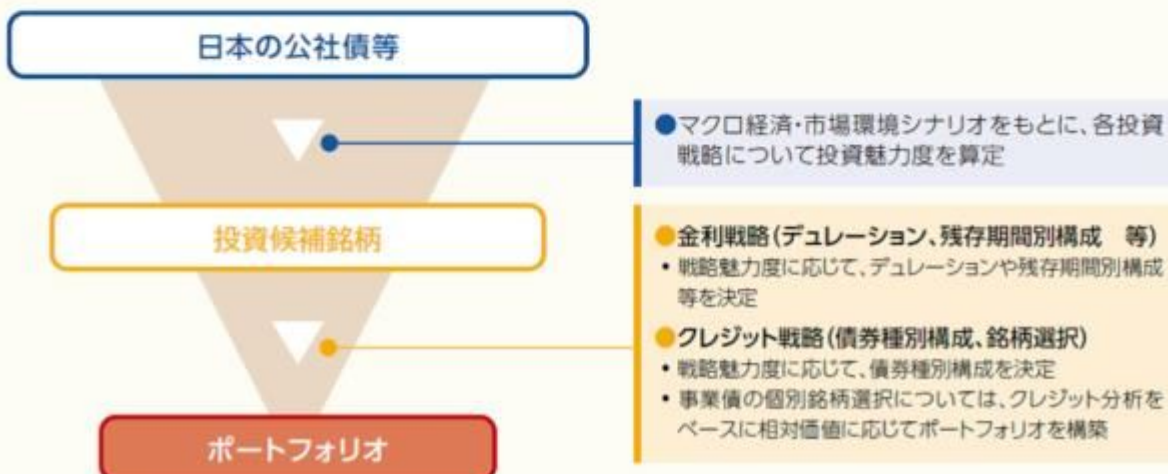 日本の公社債等
●マクロ経済・市場環境シナリオをもとに、各投資
戦略について投資魅力度を算定
投資候補銘柄
●金利戦略(デュレーション、残存期間別構成　等)
• 戦略魅力度に応じて、デュレーションや残存期間別構成
等を決定
●クレジット戦略(債券種別構成、銘柄選択)
• 戦略魅力度に応じて、債券種別構成を決定
• 事業債の個別銘柄選択については、クレジット分析を
ベースに相対価値に応じてポートフォリオを構築
ポートフォリオ